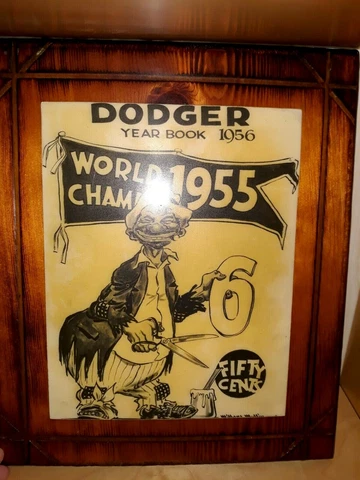 DODGER
YEAR BOOK 1956
WORLD
CHAMPS 1955
6
FIFTY
CENTS